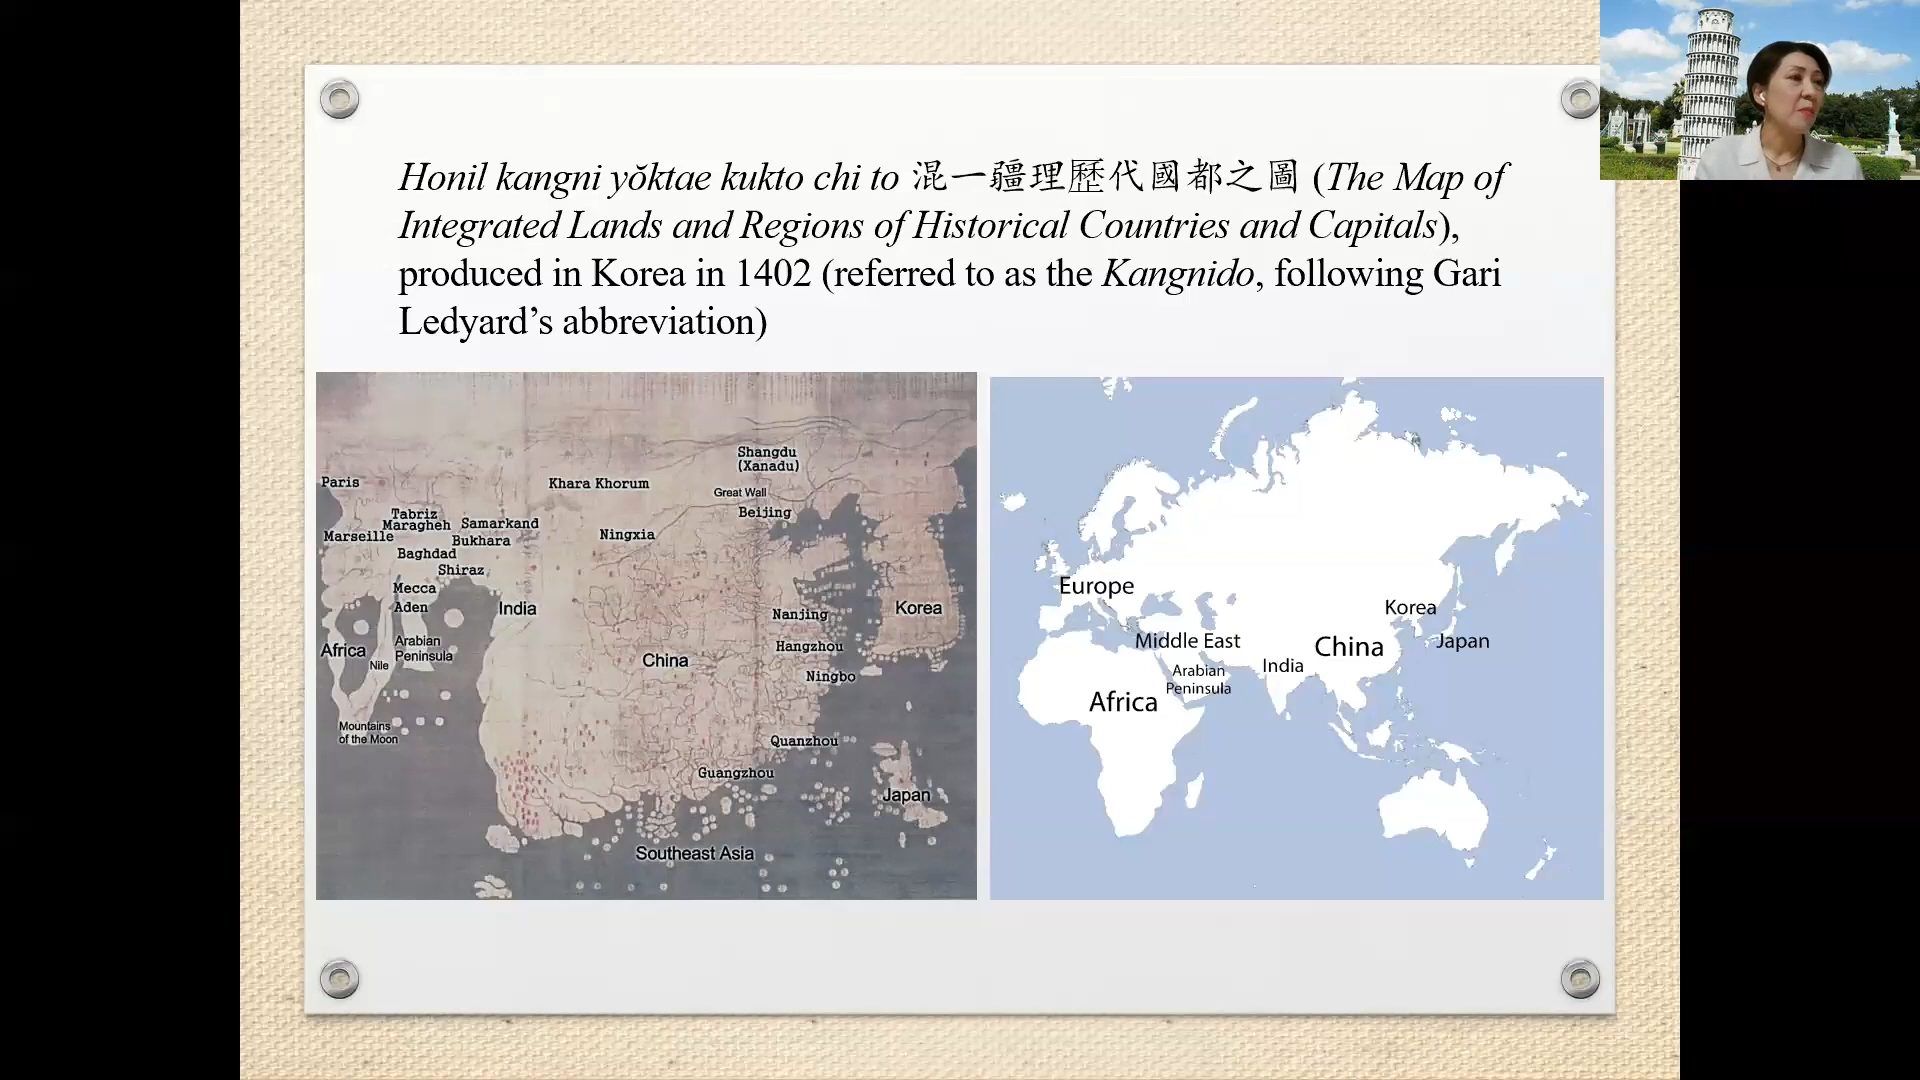 Honil kangni yŏktae kukto chi to 混一疆理歷代國都之圖 (The Map of
Integrated Lands and Regions of Historical Countries and Capitals),
produced in Korea in 1402 (referred to as the Kangnido, following Gari
Ledyard’s abbreviation)
Shangdu
(Xanadu)
Paris
Khara Khorum
Great Wall
Beijing
Tabriz
Maragheh
Samarkand
Marseille
Bukhara
Ningxia
Baghdad
Shiraz
Mecca
Aden
India
Nanjing
Korea
Africa
Arabian
Peninsula
Nile
Hangzhou
China
Ningbo
Mountains
of the Moon
Quanzhou
Guangzhou
Japan
Southeast Asia
Europe
Korea
Middle East
China
Japan
India
Arabian
Peninsula
Africa